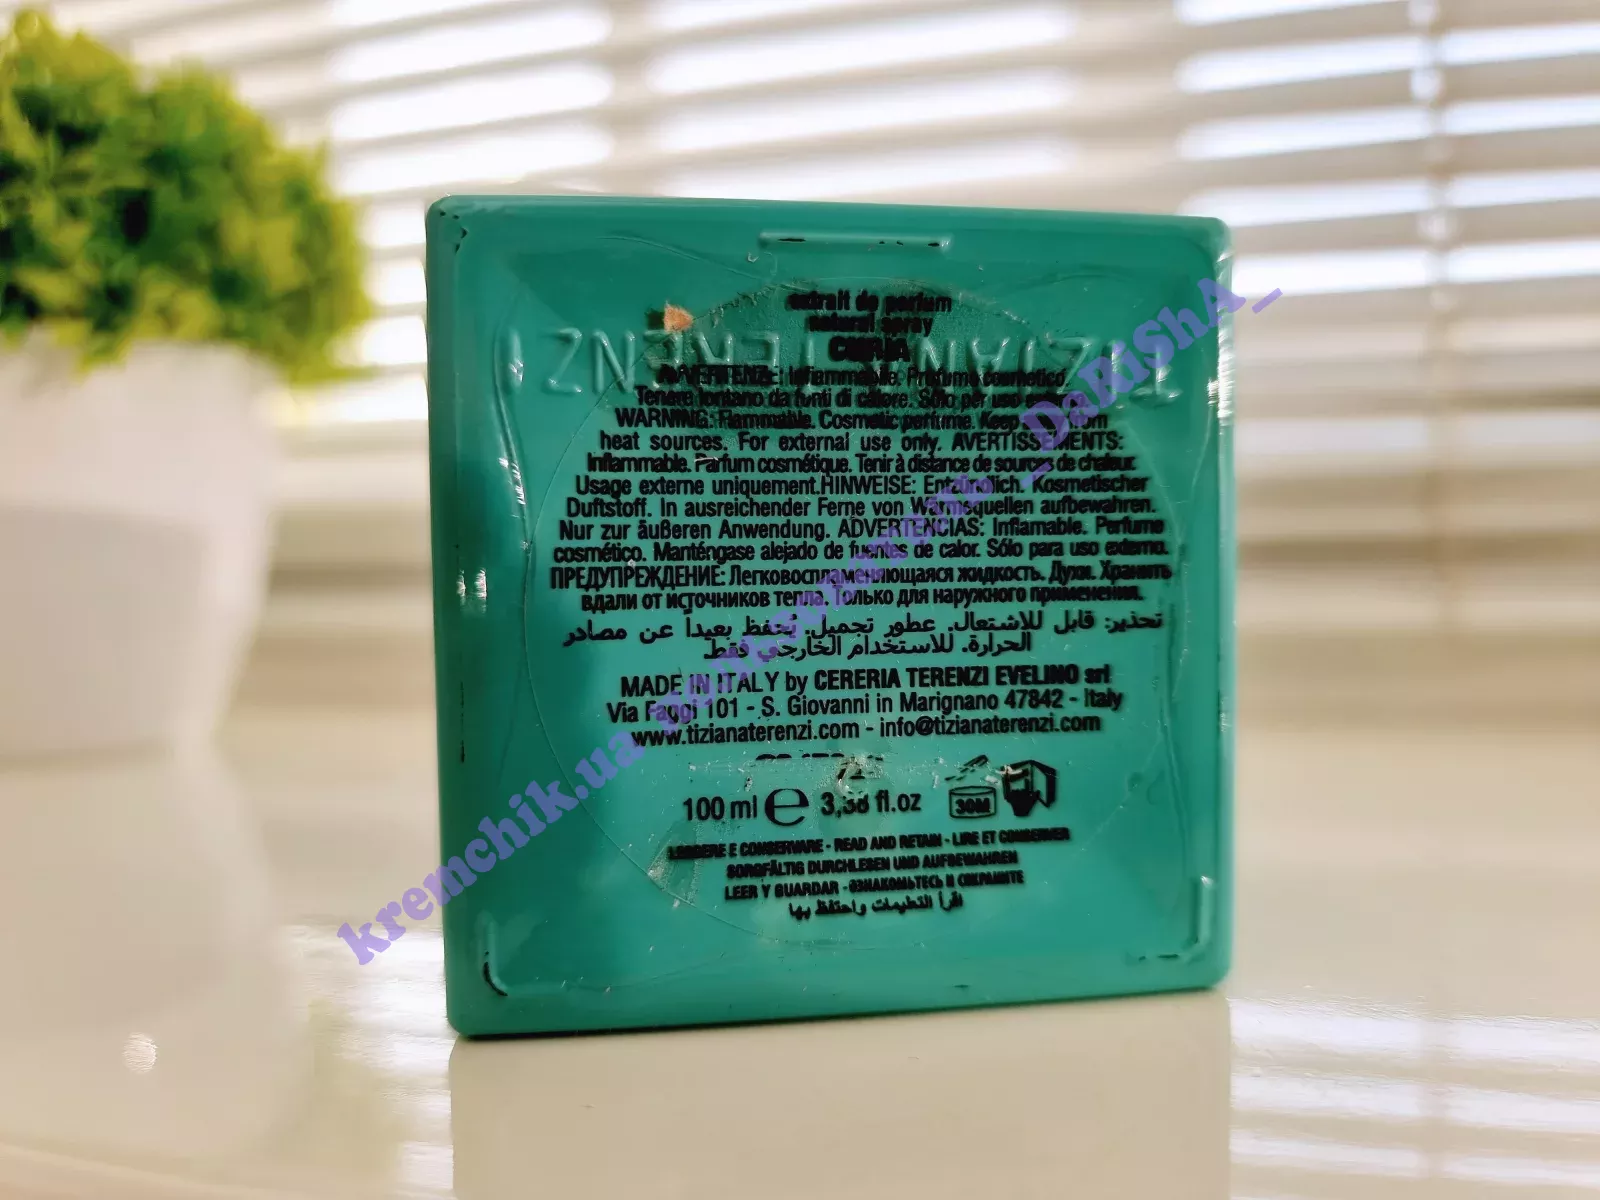 extrait de parfum
natural spray
TIZIANA TERENZI
AVVERTENZE: Infiammabile. Profumo cosmetico.
Tenere lontano da fonti di calore. Solo per uso
WARNING: Flammable. Cosmetic perfume. Keep from
heat sources. For external use only. AVERTISSEMENTS:
Inflammable. Parfum cosmétique. Tenir à distance de sources de chaleur.
Usage externe uniquement.HINWEISE: Entzündlich. Kosmetischer
Duftstoff. In ausreichender Ferne von Wärmequellen aufbewahren.
Nur zur äußeren Anwendung. ADVERTENCIAS: Inflamable. Perfume
cosmético. Manténgase alejado de fuentes de calor. Sólo para uso externo.
ПРЕДУПРЕЖДЕНИЕ: Легковоспламеняющаяся жидкость. Духи. Хранить
вдали от источников тепла. Только для наружного применения.
تحذير: قابل للاشتعال. عطور تجميل. يُحفظ بعيداً عن مصادر
الحرارة. للاستخدام الخارجي فقط
MADE IN ITALY by CERERIA TERENZI EVELINO srl
Via Faggi 101 - S. Giovanni in Marignano 47842 - Italy
www.tizianaterenzi.com - info@tizianaterenzi.com
100 ml e 3,38 fl.oz 30M
LEGGERE E CONSERVARE - READ AND RETAIN - LIRE ET CONSERVER
SORGFÄLTIG DURCHLESEN UND AUFBEWAHREN
LEER Y GUARDAR - ОЗНАКОМЬТЕСЬ И СОХРАНИТЕ
اقرأ التعليمات واحتفظ بها
kremchik.ua _DaRiShA_